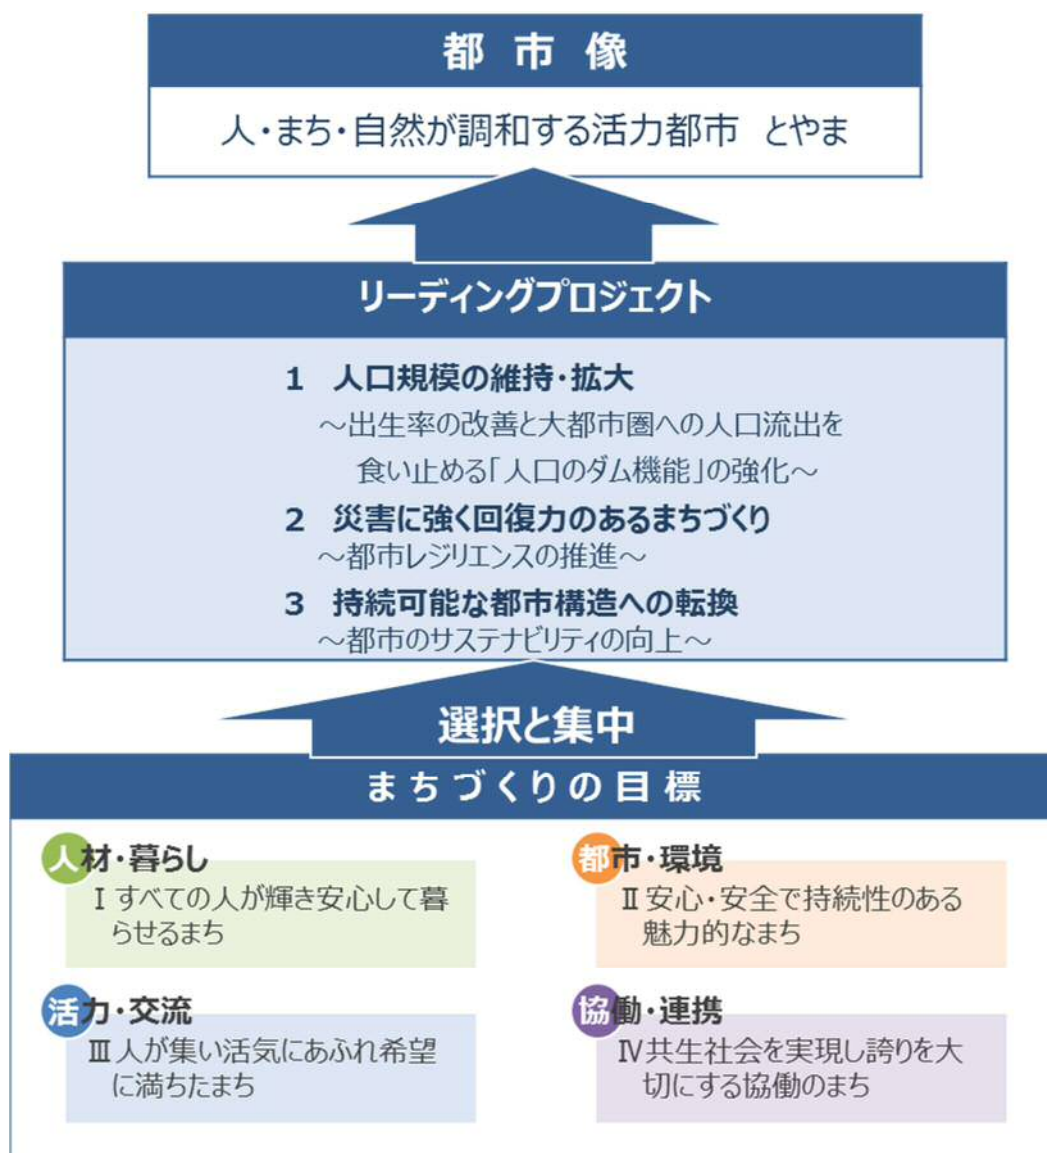 都市像
人・まち・自然が調和する活力都市 とやま
リーディングプロジェクト
1 人口規模の維持・拡大
～出生率の改善と大都市圏への人口流出を
食い止める「人口のダム機能」の強化～
2 災害に強く回復力のあるまちづくり
～都市レジリエンスの推進～
3 持続可能な都市構造への転換
～都市のサステナビリティの向上～
選択と集中
まちづくりの目標
人材・暮らし
Ⅰすべての人が輝き安心して暮
らせるまち
都市・環境
Ⅱ安心・安全で持続性のある
魅力的なまち
活力・交流
Ⅲ人が集い活気にあふれ希望
に満ちたまち
協働・連携
Ⅳ共生社会を実現し誇りを大
切にする協働のまち